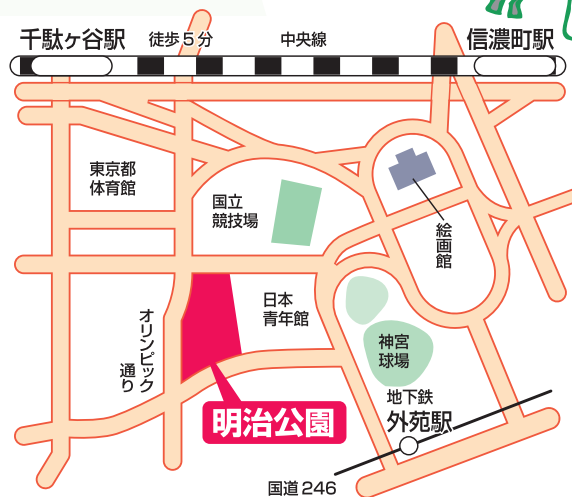 千駄ヶ谷駅
徒歩5分
中央線
信濃町駅
東京都
体育館
国立
競技場
絵画館
日本
青年館
オリンピック
通り
神宮
球場
地下鉄
外苑駅
明治公園
国道246